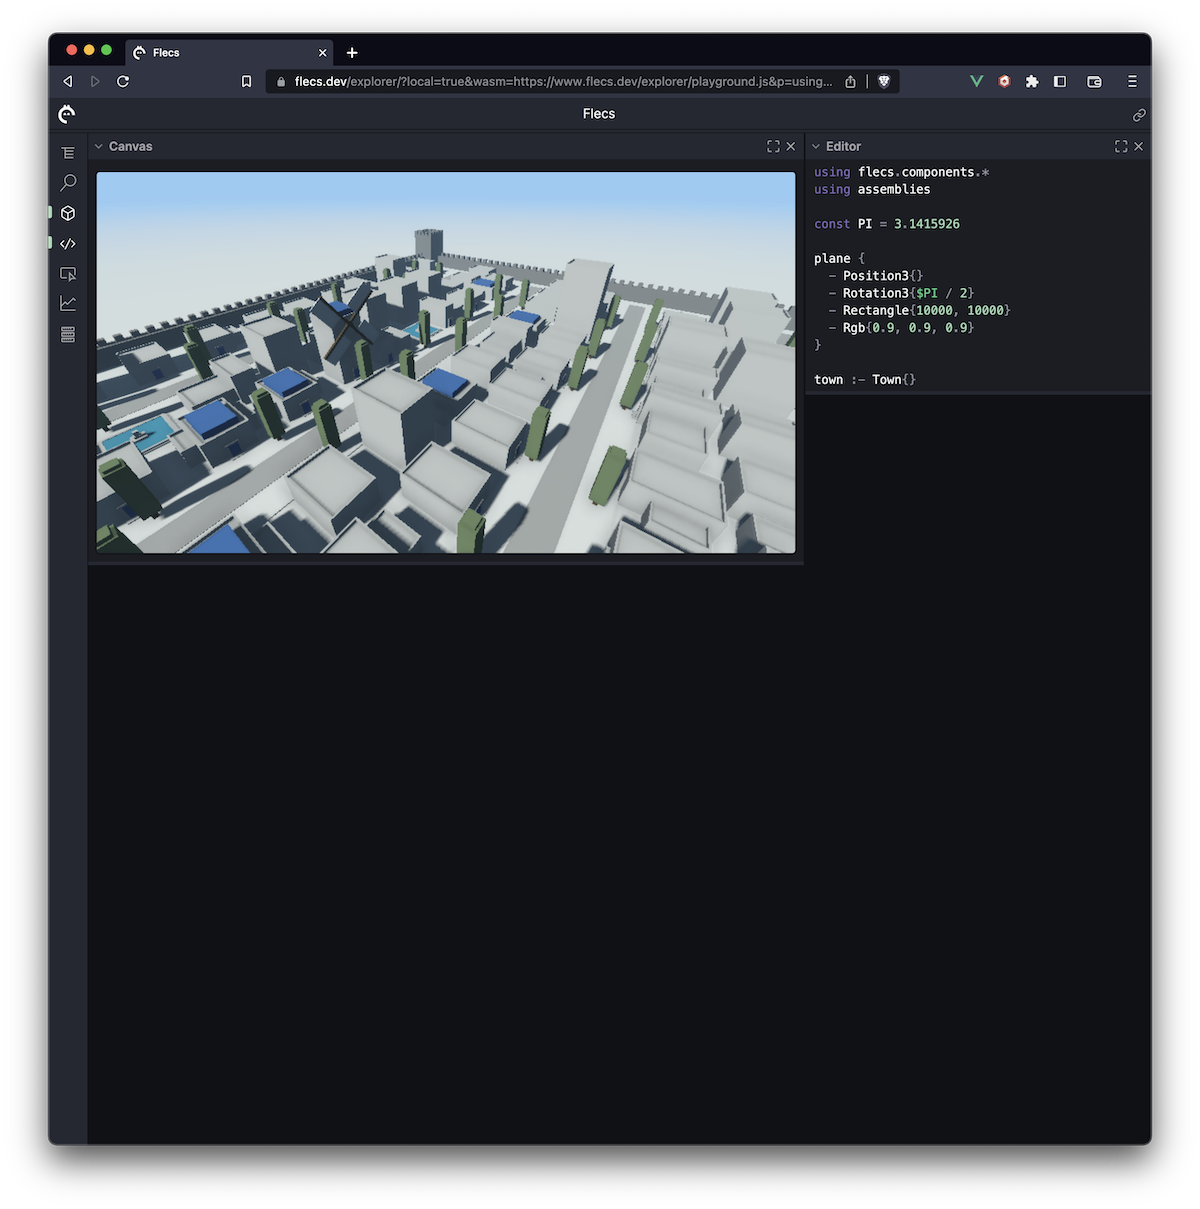 Flecs
flecs.dev/explorer/?local=true&wasm=https://www.flecs.dev/explorer/playground.js&p=using...
Flecs
Canvas
Editor
using flecs.components.*
using assemblies
const PI = 3.1415926
plane {
- Position3{}
- Rotation3{$PI / 2}
- Rectangle{10000, 10000}
- Rgb{0.9, 0.9, 0.9}
}
town :- Town{}